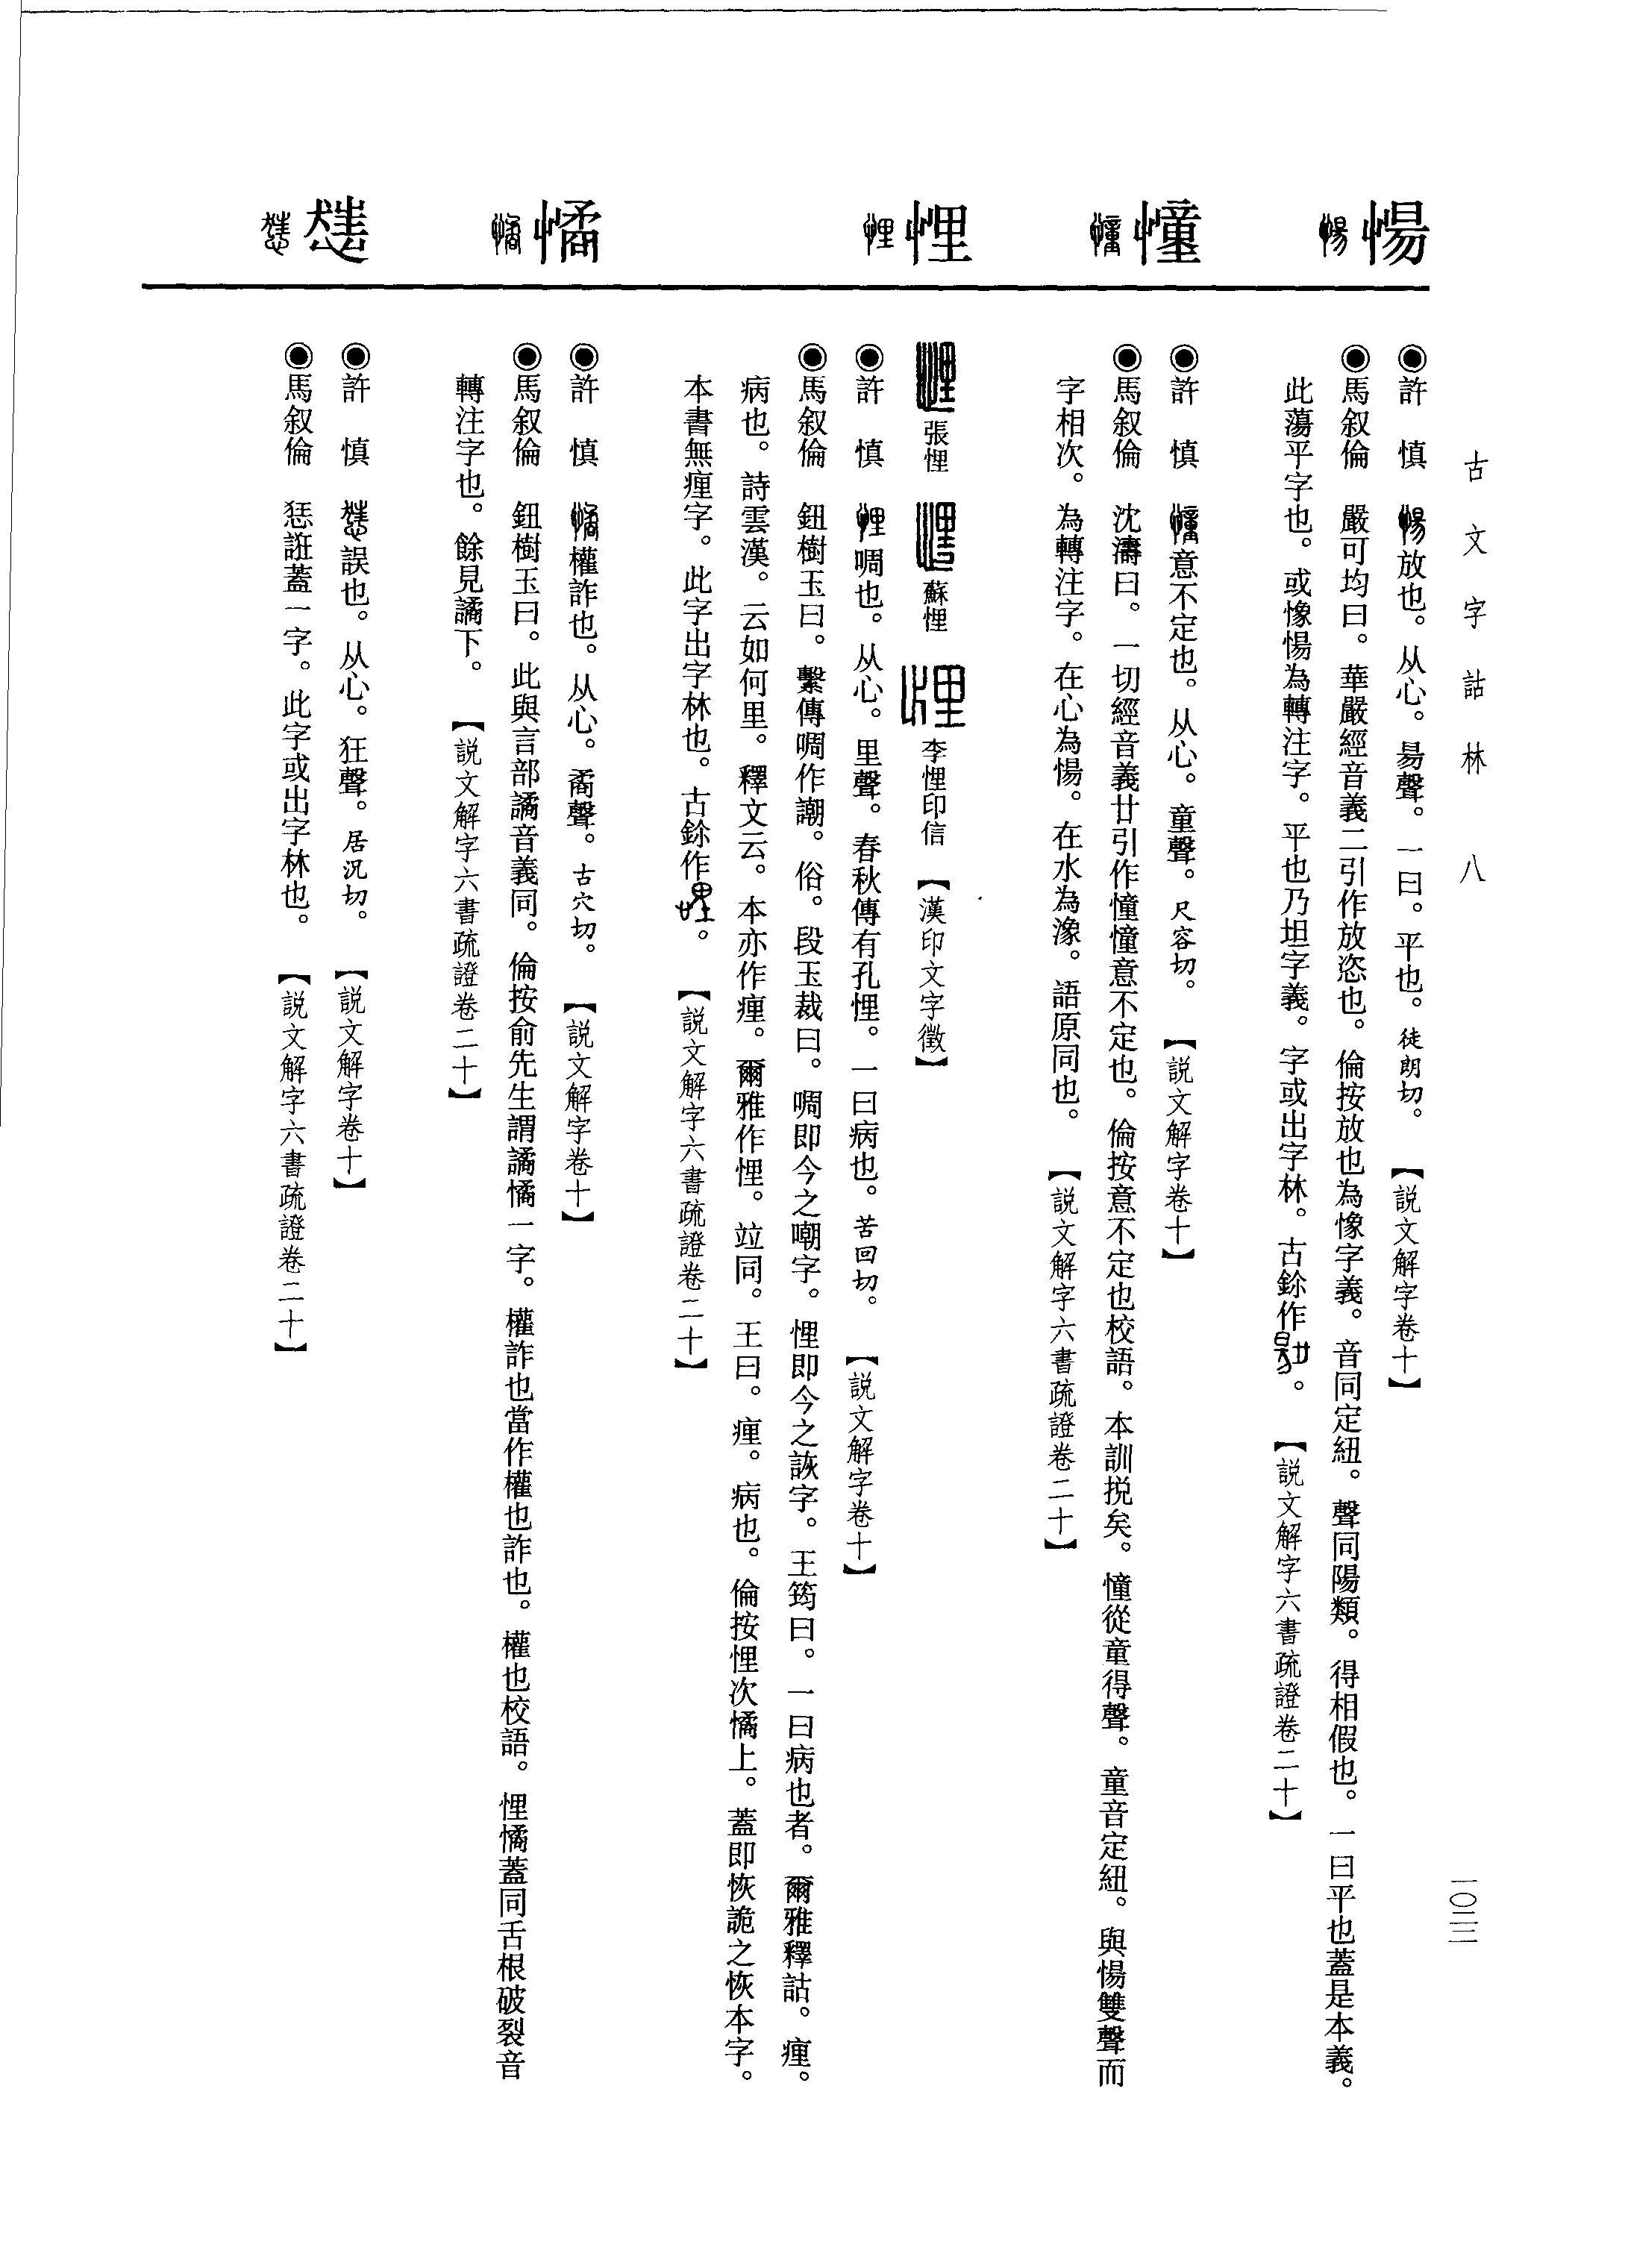 古文字詁林 八
一〇二二
愓
◉許 慎 放也。从心。昜聲。一曰。平也。徒朗切。【説文解字卷十】
◉馬叙倫 嚴可均曰。華嚴經音義二引作放恣也。倫按放也為惕字義。音同定紐。聲同陽類。得相假也。一曰平也蓋是本義。
此蕩平字也。或愓為轉注字。平也乃坦字義。字或出字林。古鉩作。【説文解字六書疏證卷二十】
憧
◉許 慎 意不定也。从心。童聲。尺容切。【説文解字卷十】
◉馬叙倫 沈濤曰。一切經音義廿引作憧憧意不定也。倫按意不定也校語。本訓挩矣。憧從童得聲。童音定紐。與愓雙聲而
字相次。為轉注字。在心為愓。在水為潒。語原同也。【説文解字六書疏證卷二十】
悝
張悝 蘇悝 李悝印信 【漢印文字徵】
◉許 慎 啁也。从心。里聲。春秋傳有孔悝。一曰病也。苦回切。【説文解字卷十】
◉馬叙倫 鈕樹玉曰。繫傳啁作謿。俗。段玉裁曰。啁即今之嘲字。悝即今之詼字。王筠曰。一曰病也者。爾雅釋詁。瘇。
病也。詩雲漢。云如何里。釋文云。本亦作㾖。爾雅作悝。竝同。王曰。㾖。病也。倫按悝次憰上。蓋即恢詭之恢本字。
本書無㾖字。此字出字林也。古鉩作。【説文解字六書疏證卷二十】
憰
◉許 慎 權詐也。从心。矞聲。古穴切。【説文解字卷十】
◉馬叙倫 鈕樹玉曰。此與言部譎音義同。倫按俞先生謂譎憰一字。權詐也當作權也詐也。權也校語。悝憰蓋同舌根破裂音
轉注字也。餘見譎下。【説文解字六書疏證卷二十】
㤮
◉許 慎 誤也。从心。狂聲。居況切。【説文解字卷十】
◉馬叙倫 㤮誑蓋一字。此字或出字林也。【説文解字六書疏證卷二十】